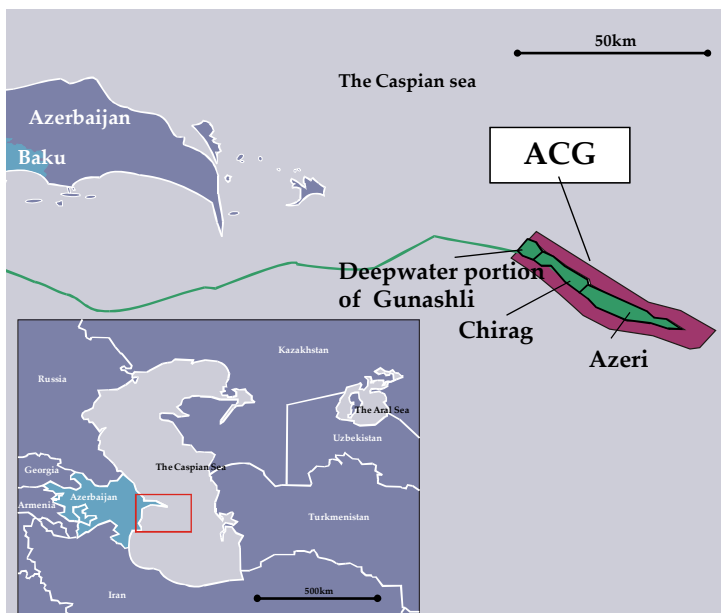 50km
The Caspian sea
Azerbaijan
Baku
ACG
Deepwater portion
of Gunashli
Chirag
Azeri
Kazakhstan
Russia
The Aral Sea
Uzbekistan
The Caspian Sea
Georgia
Azerbaijan
Armenia
Turkmenistan
Iran
500km